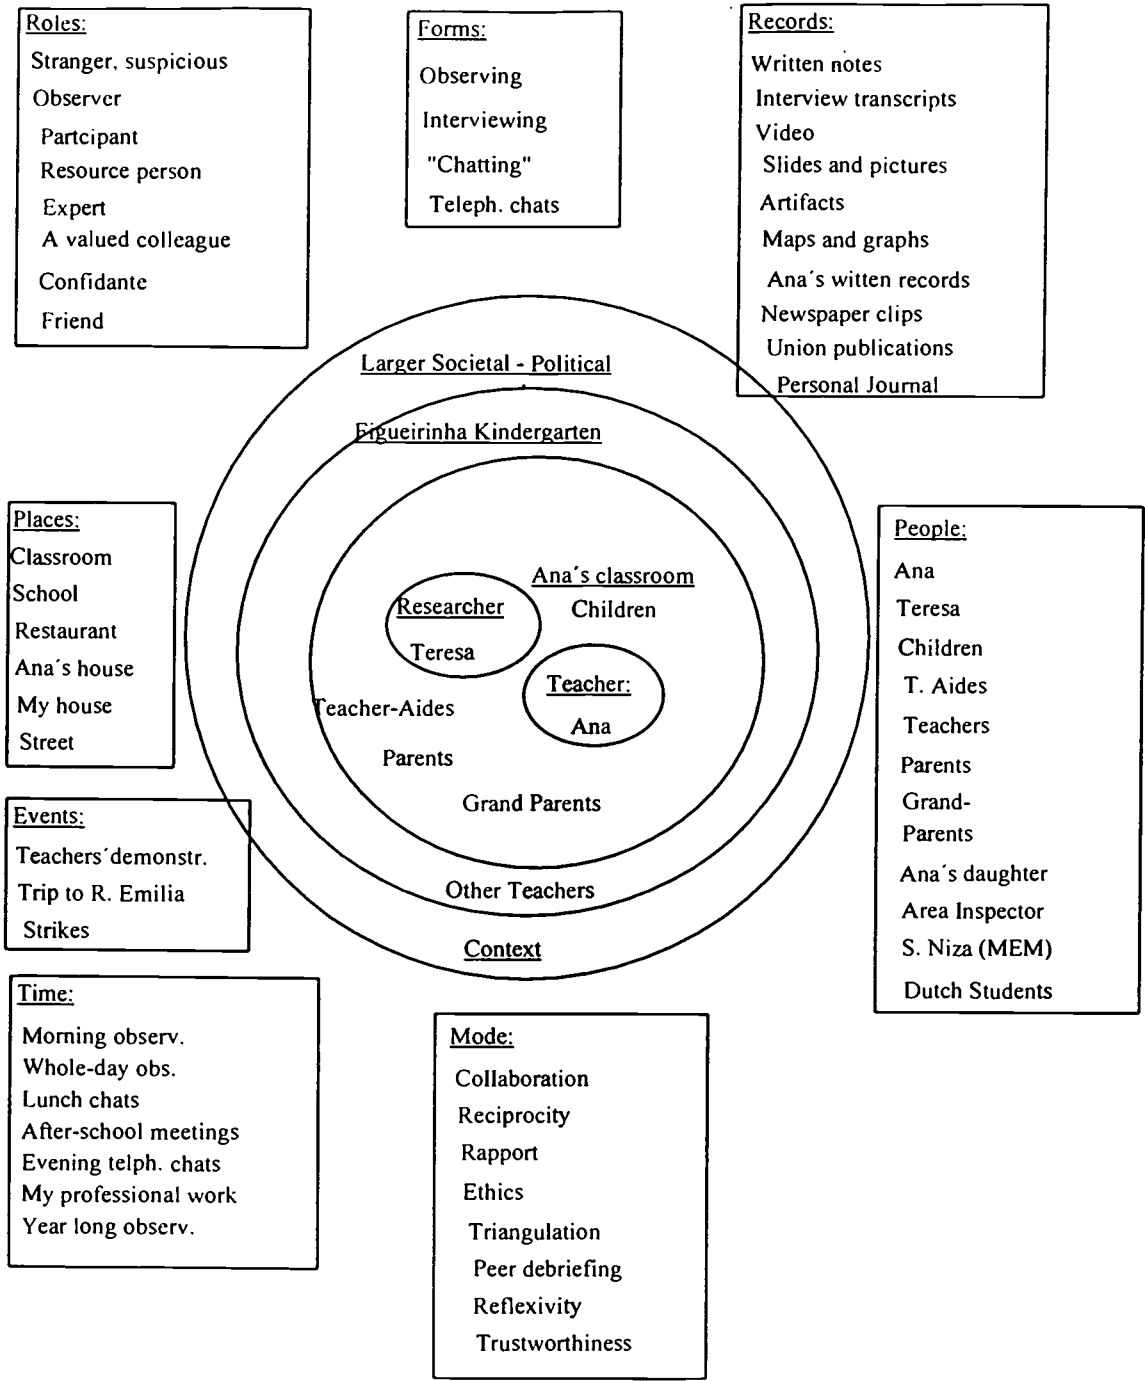 Roles:
Stranger, suspicious
Observer
Partcipant
Resource person
Expert
A valued colleague
Confidante
Friend
Forms:
Observing
Interviewing
"Chatting"
Teleph. chats
Records:
Written notes
Interview transcripts
Video
Slides and pictures
Artifacts
Maps and graphs
Ana´s witten records
Newspaper clips
Union publications
Personal Journal
Larger Societal - Political
Figueirinha Kindergarten
Ana´s classroom
Children
Researcher
Teresa
Teacher:
Ana
Teacher-Aides
Parents
Grand Parents
Other Teachers
Context
Places:
Classroom
School
Restaurant
Ana´s house
My house
Street
People:
Ana
Teresa
Children
T. Aides
Teachers
Parents
Grand-
Parents
Ana´s daughter
Area Inspector
S. Niza (MEM)
Dutch Students
Events:
Teachers´demonstr.
Trip to R. Emilia
Strikes
Time:
Morning observ.
Whole-day obs.
Lunch chats
After-school meetings
Evening telph. chats
My professional work
Year long observ.
Mode:
Collaboration
Reciprocity
Rapport
Ethics
Triangulation
Peer debriefing
Reflexivity
Trustworthiness